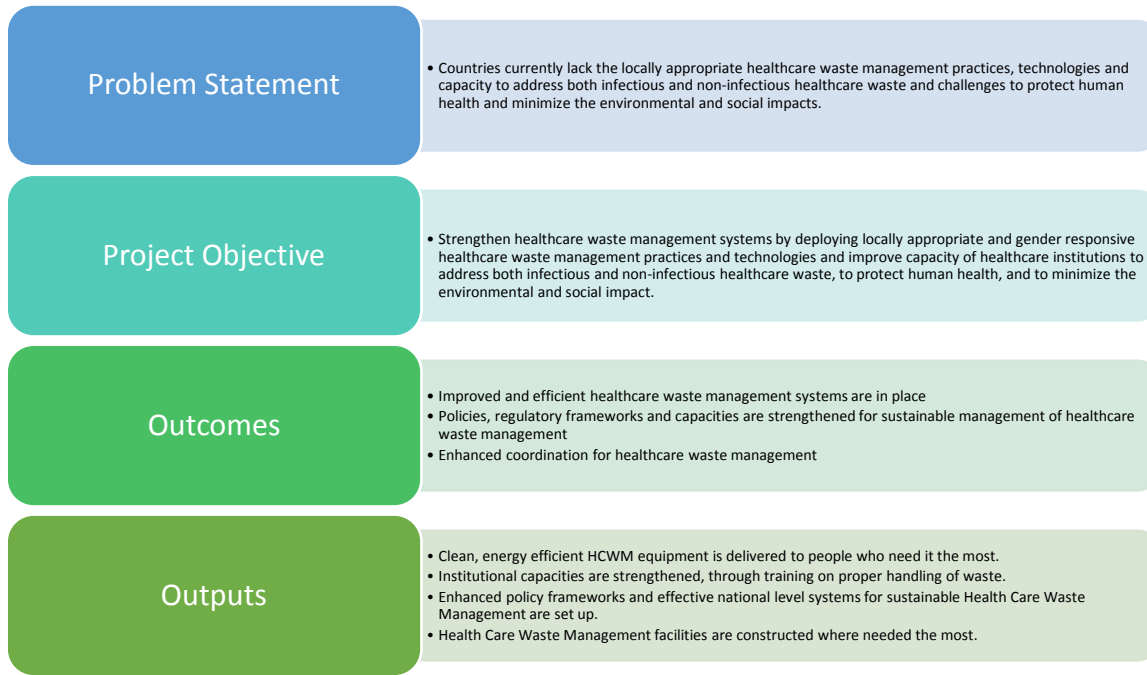 Problem Statement
• Countries currently lack the locally appropriate healthcare waste management practices, technologies and
capacity to address both infectious and non-infectious healthcare waste and challenges to protect human
health and minimize the environmental and social impacts.
Project Objective
• Strengthen healthcare waste management systems by deploying locally appropriate and gender responsive
healthcare waste management practices and technologies and improve capacity of healthcare institutions to
address both infectious and non-infectious healthcare waste, to protect human health, and to minimize the
environmental and social impact.
Outcomes
• Improved and efficient healthcare waste management systems are in place
• Policies, regulatory frameworks and capacities are strengthened for sustainable management of healthcare
waste management
• Enhanced coordination for healthcare waste management
Outputs
• Clean, energy efficient HCWM equipment is delivered to people who need it the most.
• Institutional capacities are strengthened, through training on proper handling of waste.
• Enhanced policy frameworks and effective national level systems for sustainable Health Care Waste
Management are set up.
• Health Care Waste Management facilities are constructed where needed the most.